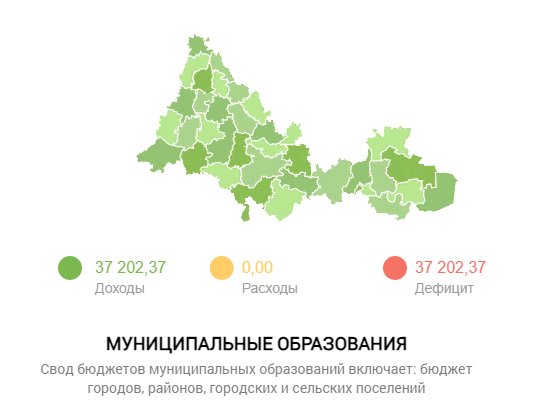 37 202,37 0,00 37 202,37
Доходы Расходы Дефицит
МУНИЦИПАЛЬНЫЕ ОБРАЗОВАНИЯ
Свод бюджетов муниципальных образований включает: бюджет
городов, районов, городских и сельских поселений